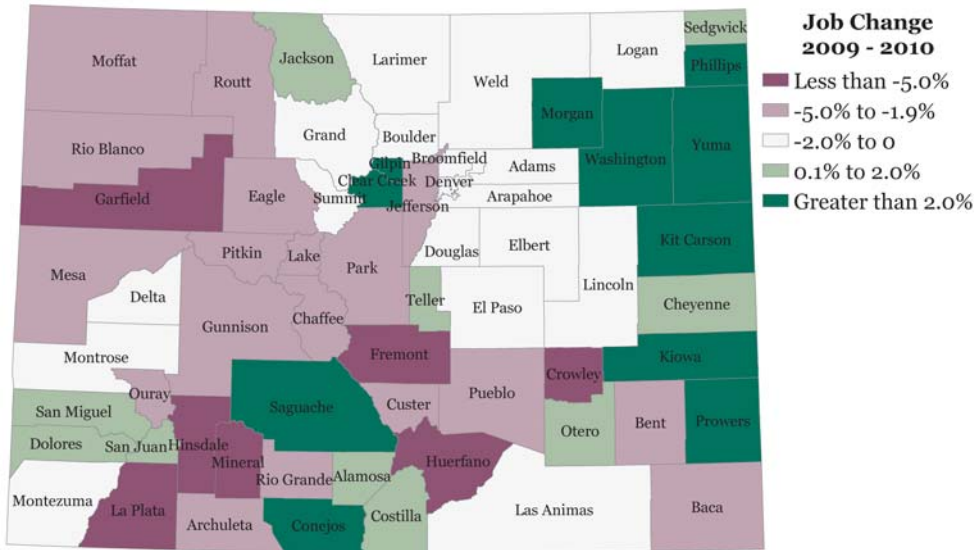 Job Change
2009 - 2010
Less than -5.0%
-5.0% to -1.9%
-2.0% to 0
0.1% to 2.0%
Greater than 2.0%
Moffat
Routt
Jackson
Larimer
Weld
Logan
Sedgwick
Phillips
Morgan
Rio Blanco
Grand
Boulder
Washington
Yuma
Gilpin
Broomfield
Adams
Clear Creek
Denver
Garfield
Eagle
Summit
Jefferson
Arapahoe
Mesa
Pitkin
Lake
Park
Douglas
Elbert
Kit Carson
Delta
Lincoln
Teller
El Paso
Cheyenne
Gunnison
Chaffee
Montrose
Fremont
Kiowa
Crowley
Ouray
Saguache
Custer
Pueblo
San Miguel
Bent
Prowers
Otero
Dolores
San Juan
Hinsdale
Mineral
Huerfano
Rio Grande
Alamosa
Montezuma
La Plata
Archuleta
Conejos
Costilla
Las Animas
Baca